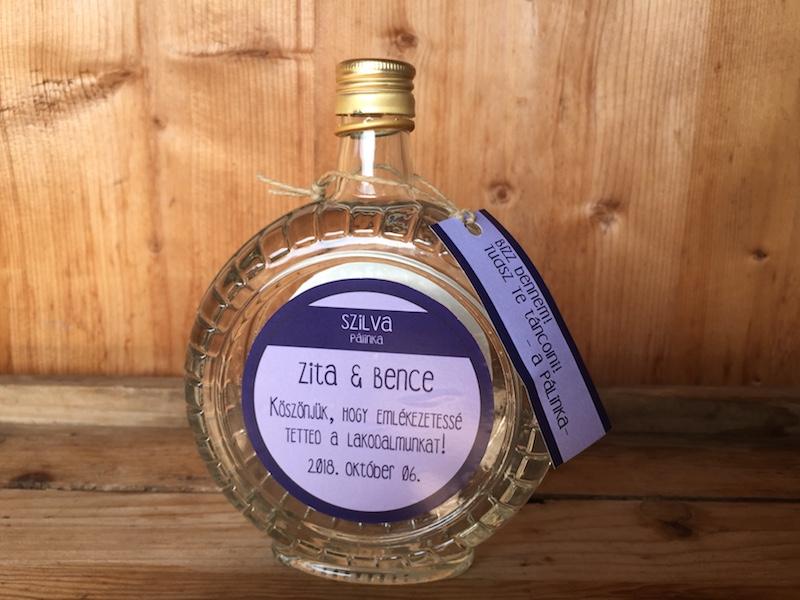 Szilva
Pálinka
Zita & Bence
Köszönjük, hogy emlékezetessé
tetted a lakodalmunkat!
2018. október 06.
Bízz bennem!
Tudsz te táncolni!
- a pálinka-